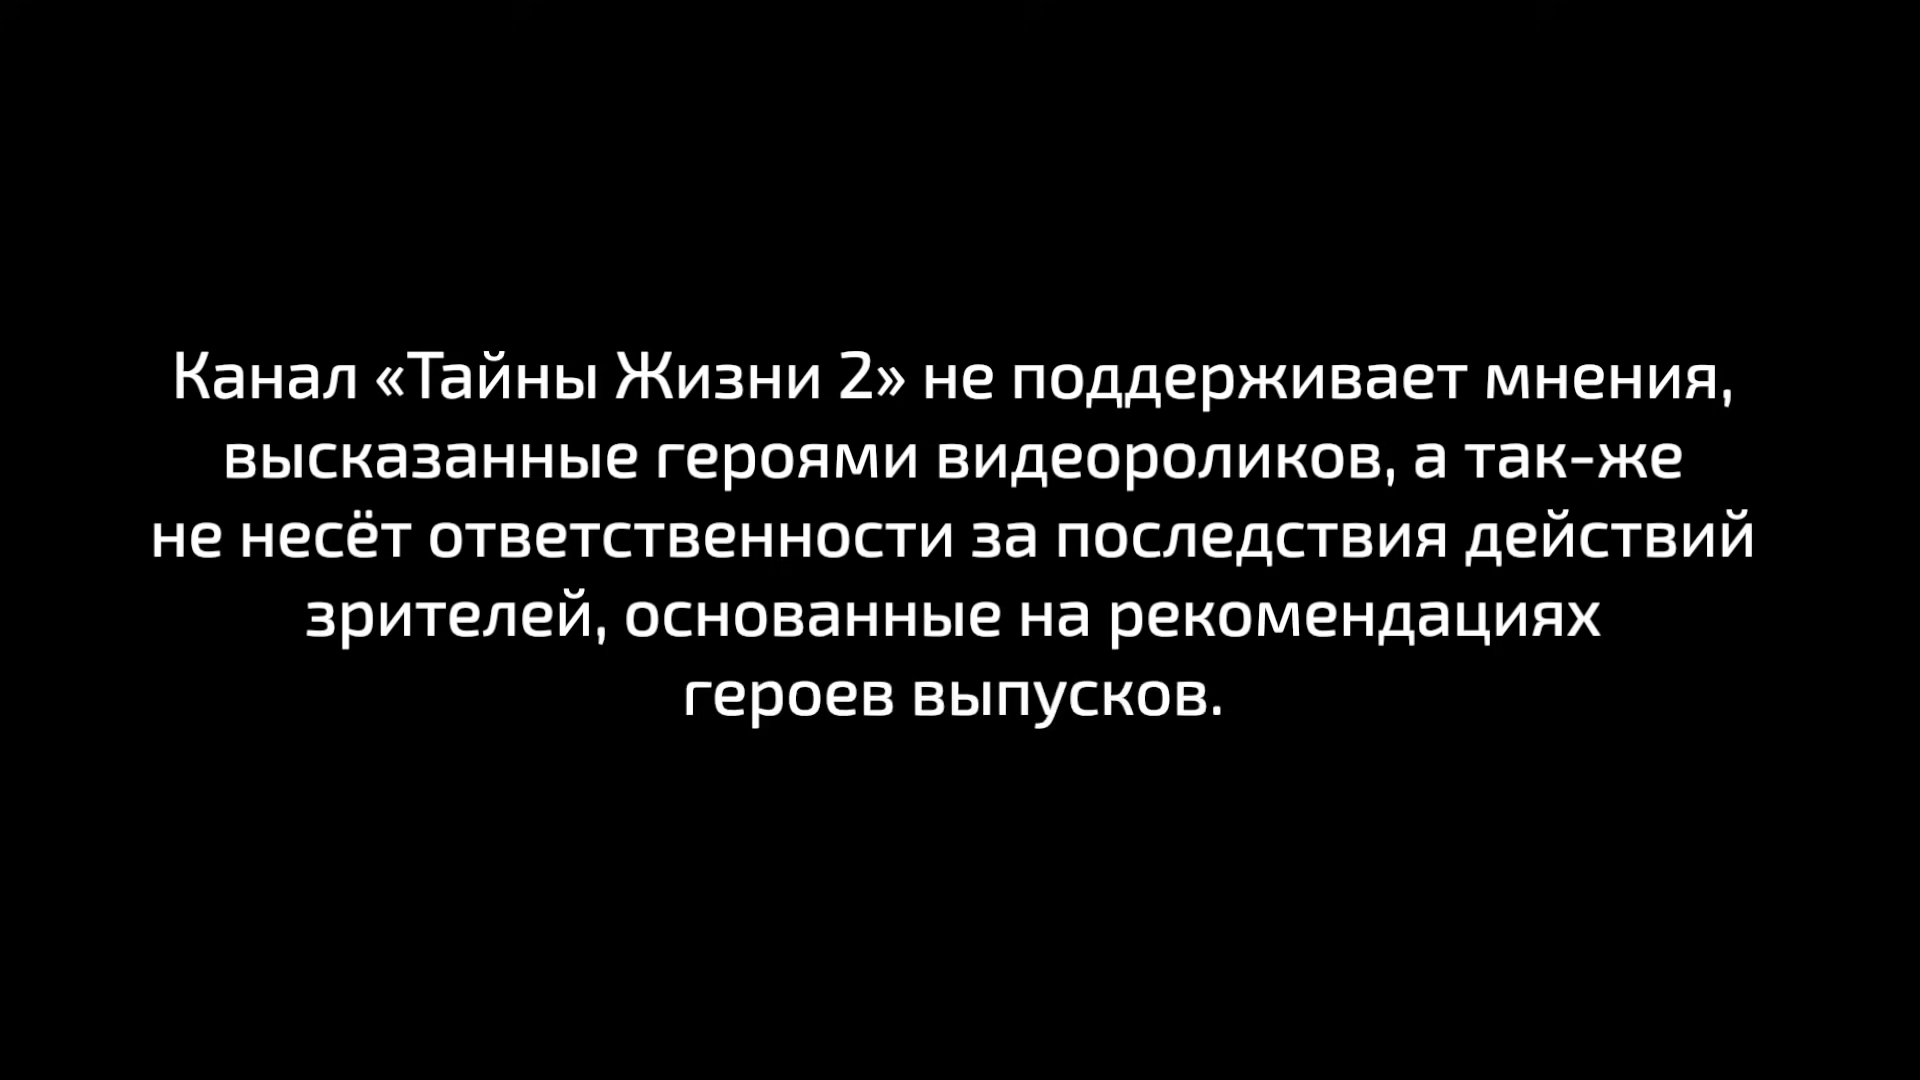 Канал «Тайны Жизни 2» не поддерживает мнения,
высказанные героями видеороликов, а так-же
не несёт ответственности за последствия действий
зрителей, основанные на рекомендациях
героев выпусков.